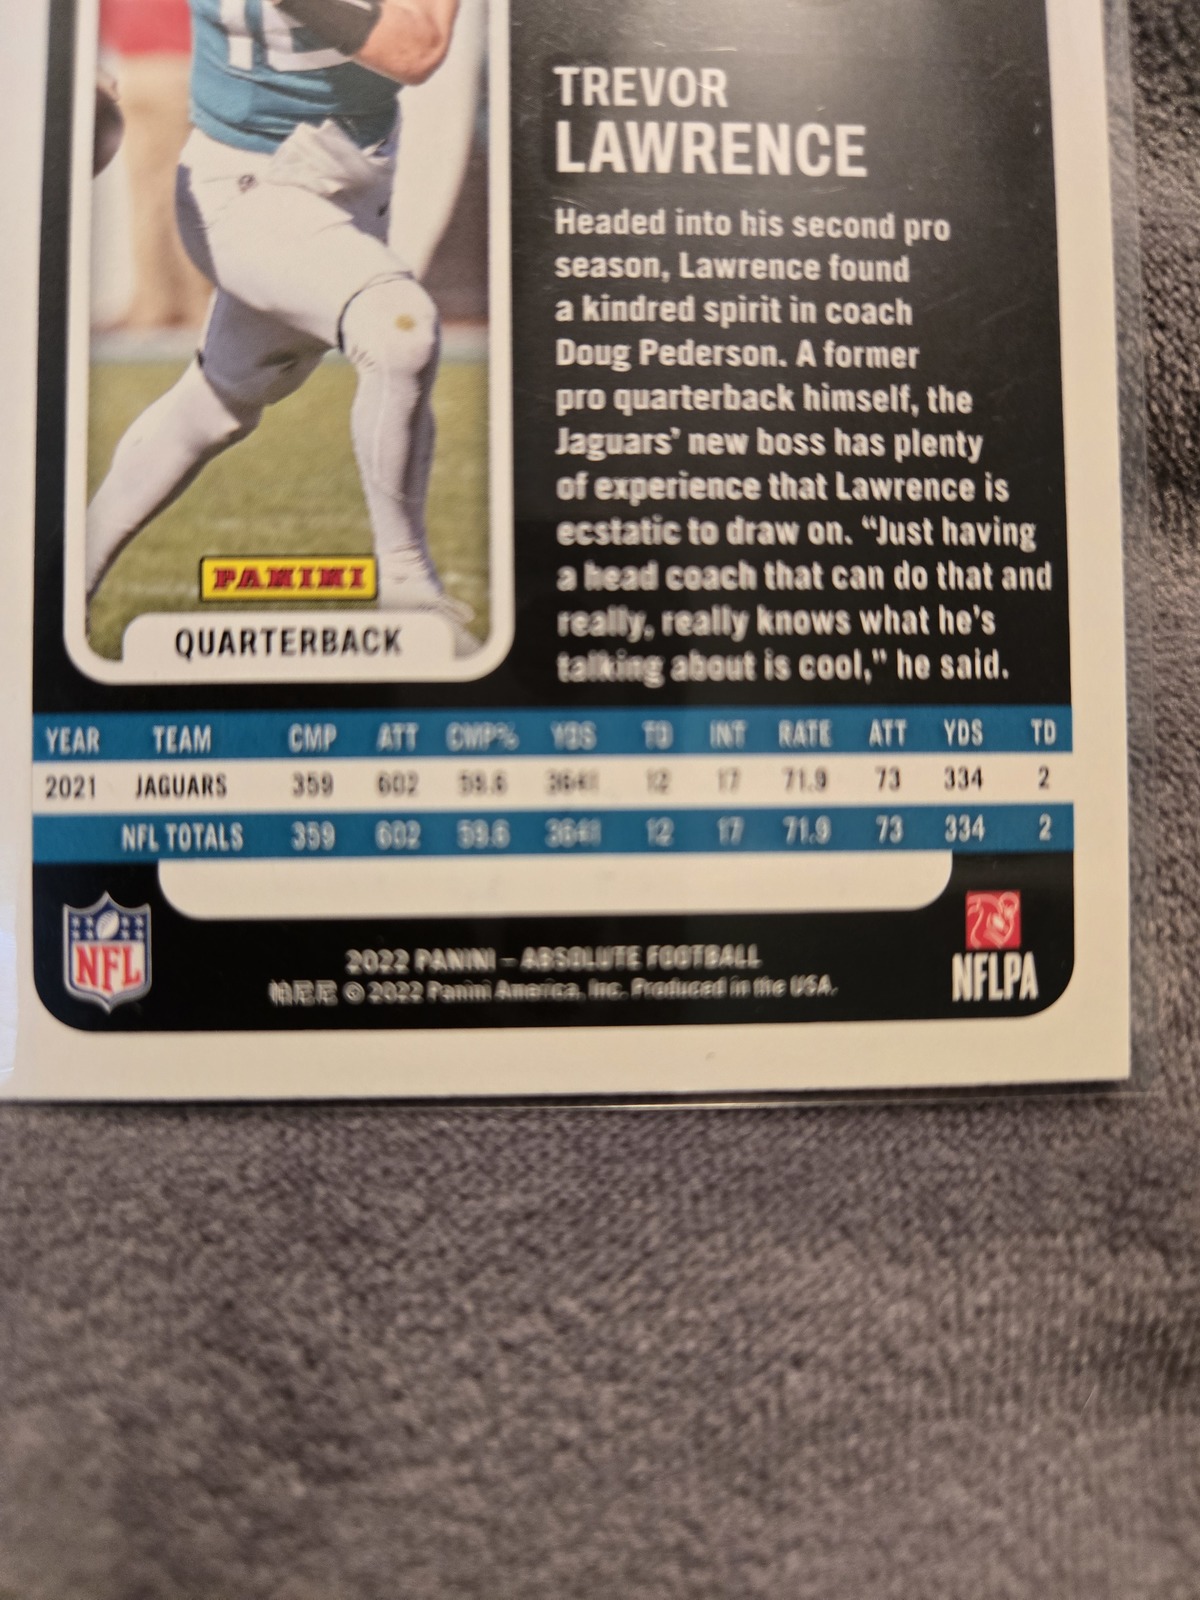 TREVOR
LAWRENCE
Headed into his second pro
season, Lawrence found
a kindred spirit in coach
Doug Pederson. A former
pro quarterback himself, the
Jaguars' new boss has plenty
of experience that Lawrence is
ecstatic to draw on. “Just having
a head coach that can do that and
really, really knows what he's
talking about is cool,” he said.
PANINI
QUARTERBACK
YEAR TEAM CMP ATT CMP% YDS TD INT RATE ATT YDS TD
2021 JAGUARS 359 602 59.6 3641 12 17 71.9 73 334 2
NFL TOTALS 359 602 59.6 3641 12 17 71.9 73 334 2
NFL
NFLPA
2022 PANINI – ABSOLUTE FOOTBALL
© 2022 Panini America, Inc. Produced in the USA.